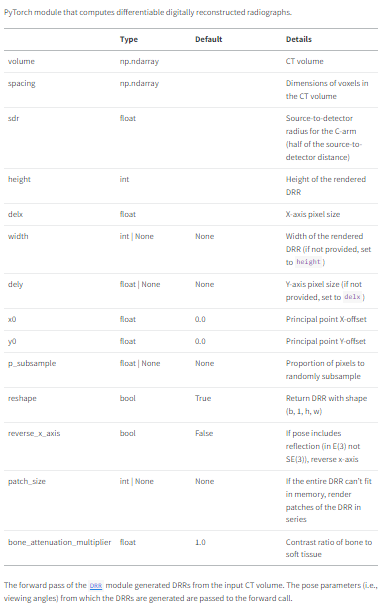 PyTorch module that computes differentiable digitally reconstructed radiographs.
Type Default Details
volume np.ndarray CT volume
spacing np.ndarray Dimensions of voxels in
the CT volume
sdr float Source-to-detector
radius for the C-arm
(half of the source-to-
detector distance)
height int Height of the rendered
DRR
delx float X-axis pixel size
width int | None None Width of the rendered
DRR (if not provided, set
to height )
dely float | None None Y-axis pixel size (if not
provided, set to delx )
x0 float 0.0 Principal point X-offset
y0 float 0.0 Principal point Y-offset
p_subsample float | None None Proportion of pixels to
randomly subsample
reshape bool True Return DRR with shape
(b, 1, h, w)
reverse_x_axis bool False If pose includes
reflection (in E(3) not
SE(3)), reverse x-axis
patch_size int | None None If the entire DRR can't fit
in memory, render
patches of the DRR in
series
bone_attenuation_multiplier float 1.0 Contrast ratio of bone to
soft tissue
The forward pass of the DRR module generated DRRs from the input CT volume. The pose parameters (i.e.,
viewing angles) from which the DRRs are generated are passed to the forward call.